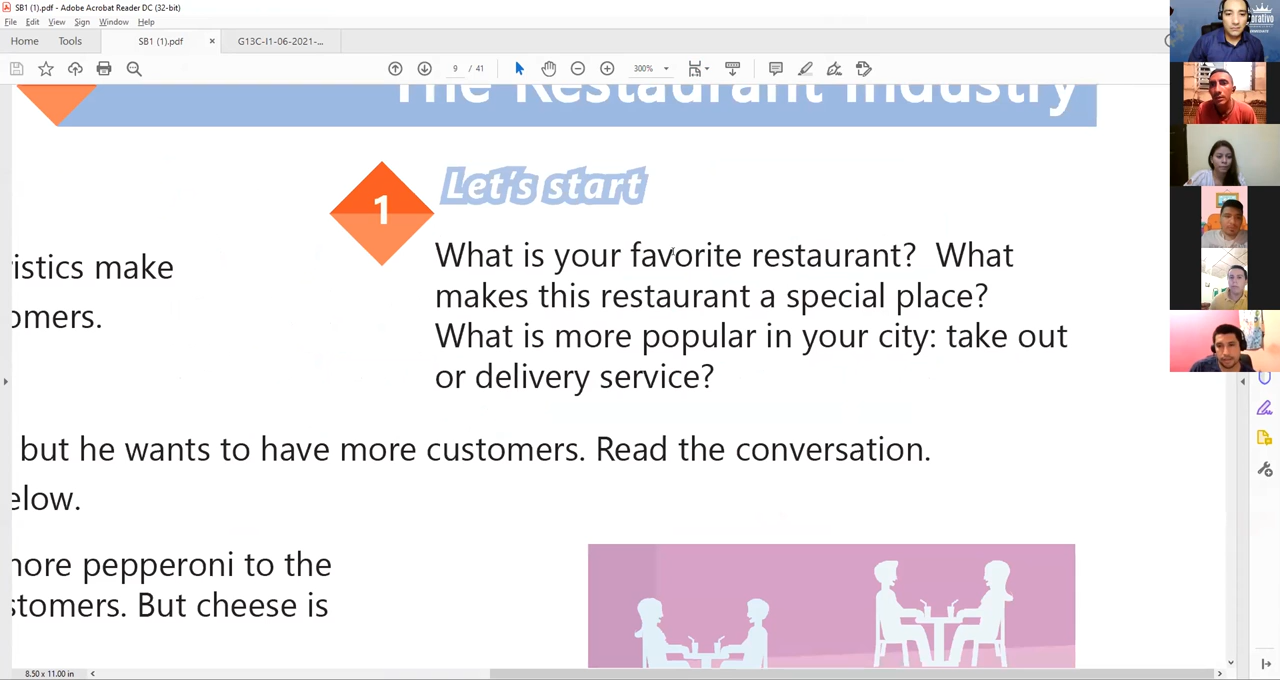 SB1 (1).pdf - Adobe Acrobat Reader DC (32-bit)
File Edit View Sign Window Help
Home Tools SB1 (1).pdf × G13C-I1-06-2021-...
9 / 41 300%
The Restaurant Industry
1
Let's start
What is your favorite restaurant? What
makes this restaurant a special place?
What is more popular in your city: take out
or delivery service?
ristics make
omers.
but he wants to have more customers. Read the conversation.
elow.
more pepperoni to the
stomers. But cheese is
8.50 x 11.00 in